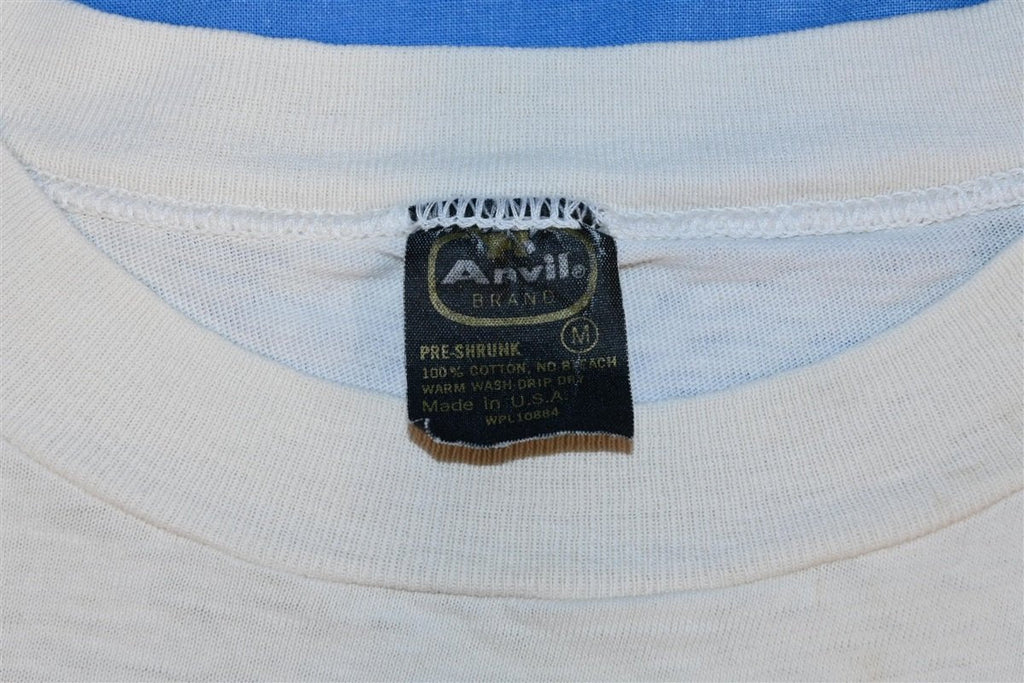 Anvil®
BRAND
M
PRE-SHRUNK
100% COTTON, NO BLEACH
WARM WASH-DRIP DRY
Made in U.S.A.
WPL10884